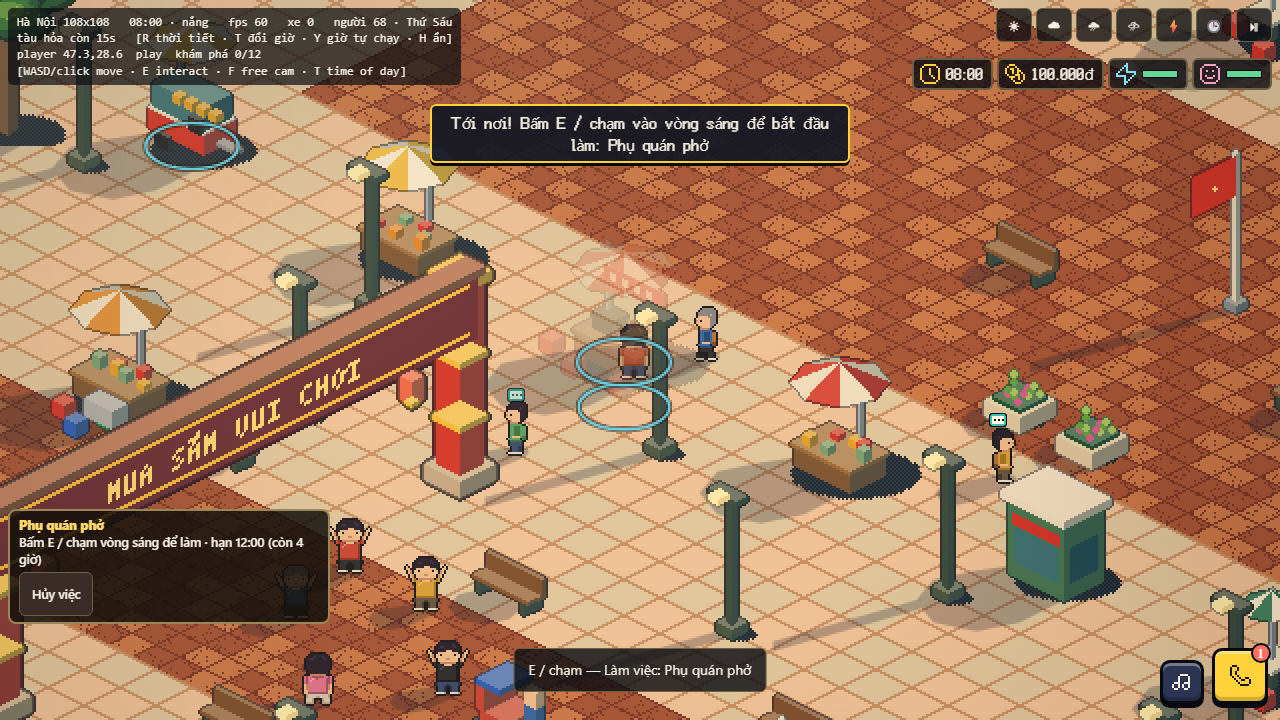 Hà Nội 108x108 08:00 · nắng fps 60 xe 0 người 68 · Thứ Sáu
tàu hỏa còn 15s [R thời tiết · T đổi giờ · Y giờ tự chạy · H ẩn]
player 47.3,28.6 play khám phá 0/12
[WASD/click move · E interact · F free cam · T time of day]
08:00
100.000đ
Tới nơi! Bấm E / chạm vào vòng sáng để bắt đầu
làm: Phụ quán phở
MUA SẮM VUI CHƠI
Phụ quán phở
Bấm E / chạm vòng sáng để làm · hạn 12:00 (còn 4
giờ)
Hủy việc
E / chạm — Làm việc: Phụ quán phở
1